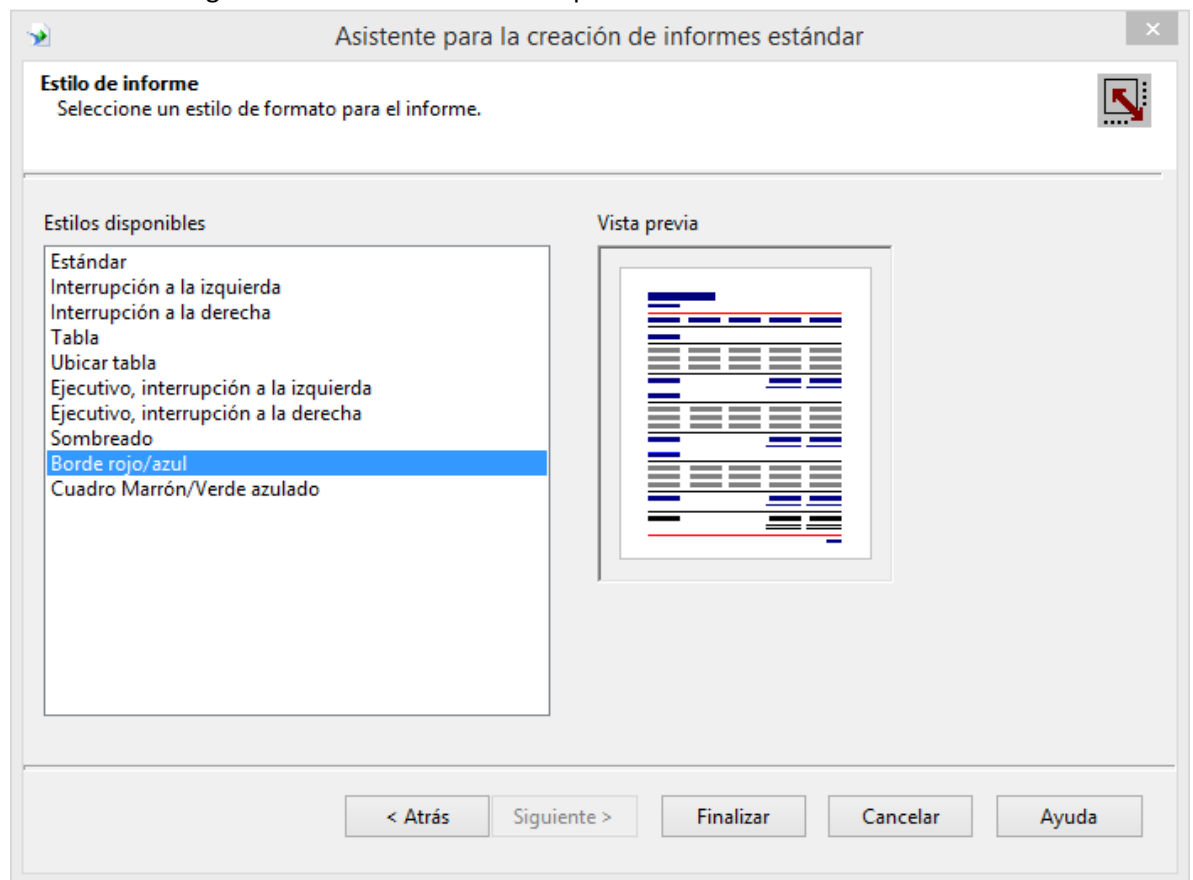 Asistente para la creación de informes estándar
Estilo de informe
Seleccione un estilo de formato para el informe.
Estilos disponibles
Vista previa
Estándar
Interrupción a la izquierda
Interrupción a la derecha
Tabla
Ubicar tabla
Ejecutivo, interrupción a la izquierda
Ejecutivo, interrupción a la derecha
Sombreado
Borde rojo/azul
Cuadro Marrón/Verde azulado
< Atrás
Siguiente >
Finalizar
Cancelar
Ayuda